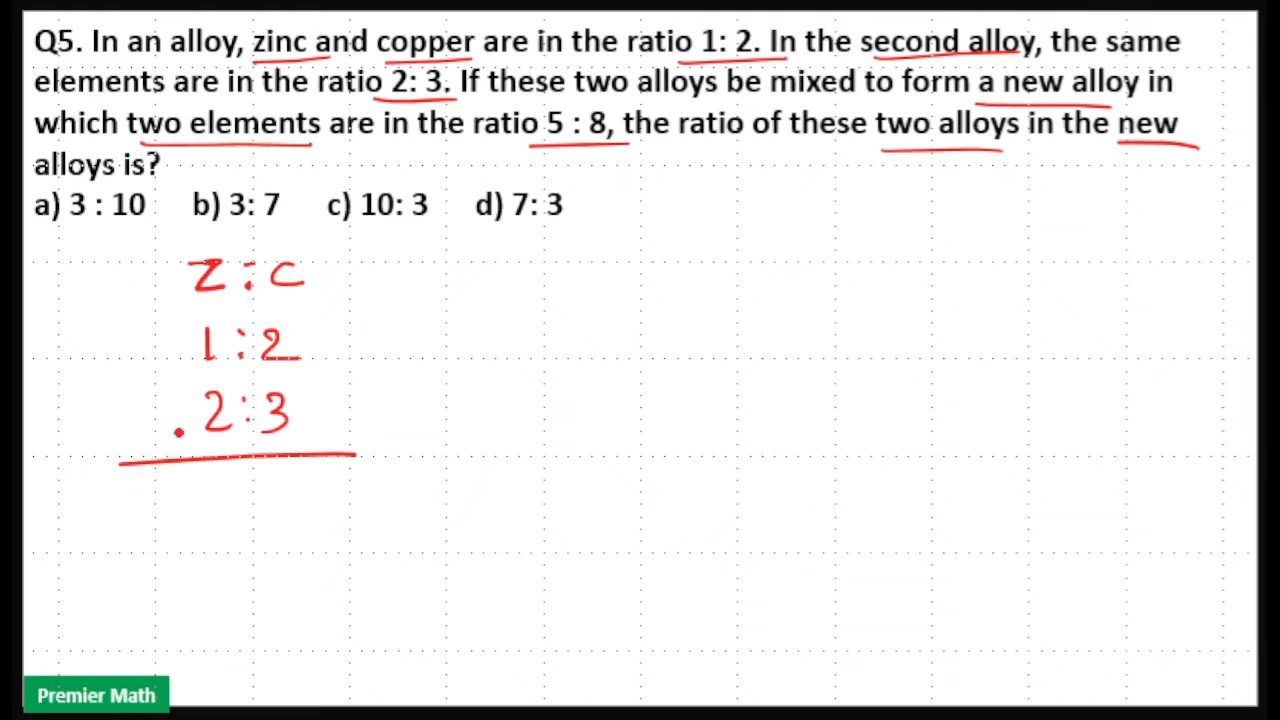 Q5. In an alloy, zinc and copper are in the ratio 1: 2. In the second alloy, the same
elements are in the ratio 2: 3. If these two alloys be mixed to form a new alloy in
which two elements are in the ratio 5 : 8, the ratio of these two alloys in the new
alloys is?
a) 3 : 10 b) 3: 7 c) 10: 3 d) 7: 3
Z : C
1 : 2
. 2 : 3
Premier Math